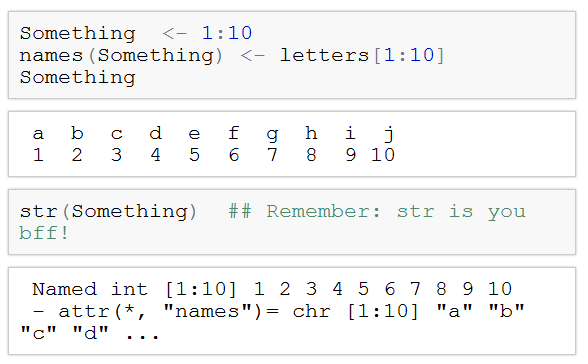 Something  <- 1:10
names(Something) <- letters[1:10]
Something
 a  b  c  d  e  f  g  h  i  j
 1  2  3  4  5  6  7  8  9 10
str(Something)  ## Remember: str is you
bff!
 Named int [1:10] 1 2 3 4 5 6 7 8 9 10
 - attr(*, "names")= chr [1:10] "a" "b"
"c" "d" ...